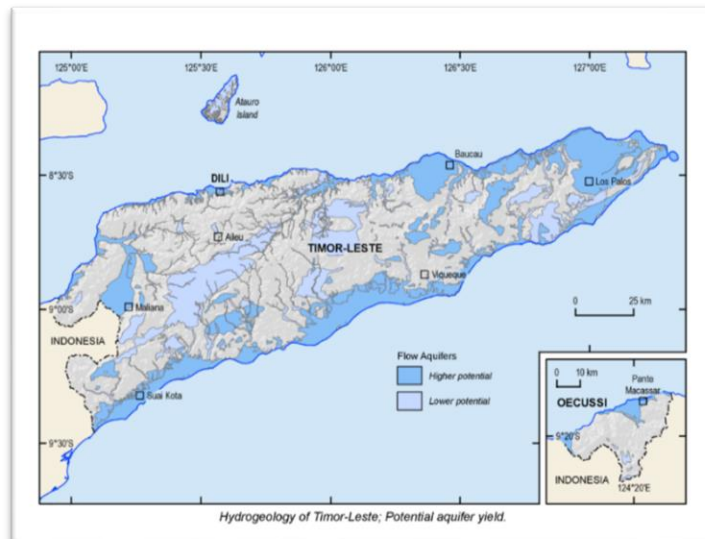 125°00'E
125°30'E
126°00'E
126°30'E
127°00'E
Atauro
Island
8°30'S
DILI
Baucau
Los Palos
Aileu
TIMOR-LESTE
Viqueque
9°00'S
Maliana
0 25 km
INDONESIA
Flow Aquifers
Higher potential
Lower potential
Suai Kota
9°30'S
0 10 km
Pante
Macassar
OECUSSI
9°20'S
INDONESIA
124°20'E
Hydrogeology of Timor-Leste; Potential aquifer yield.